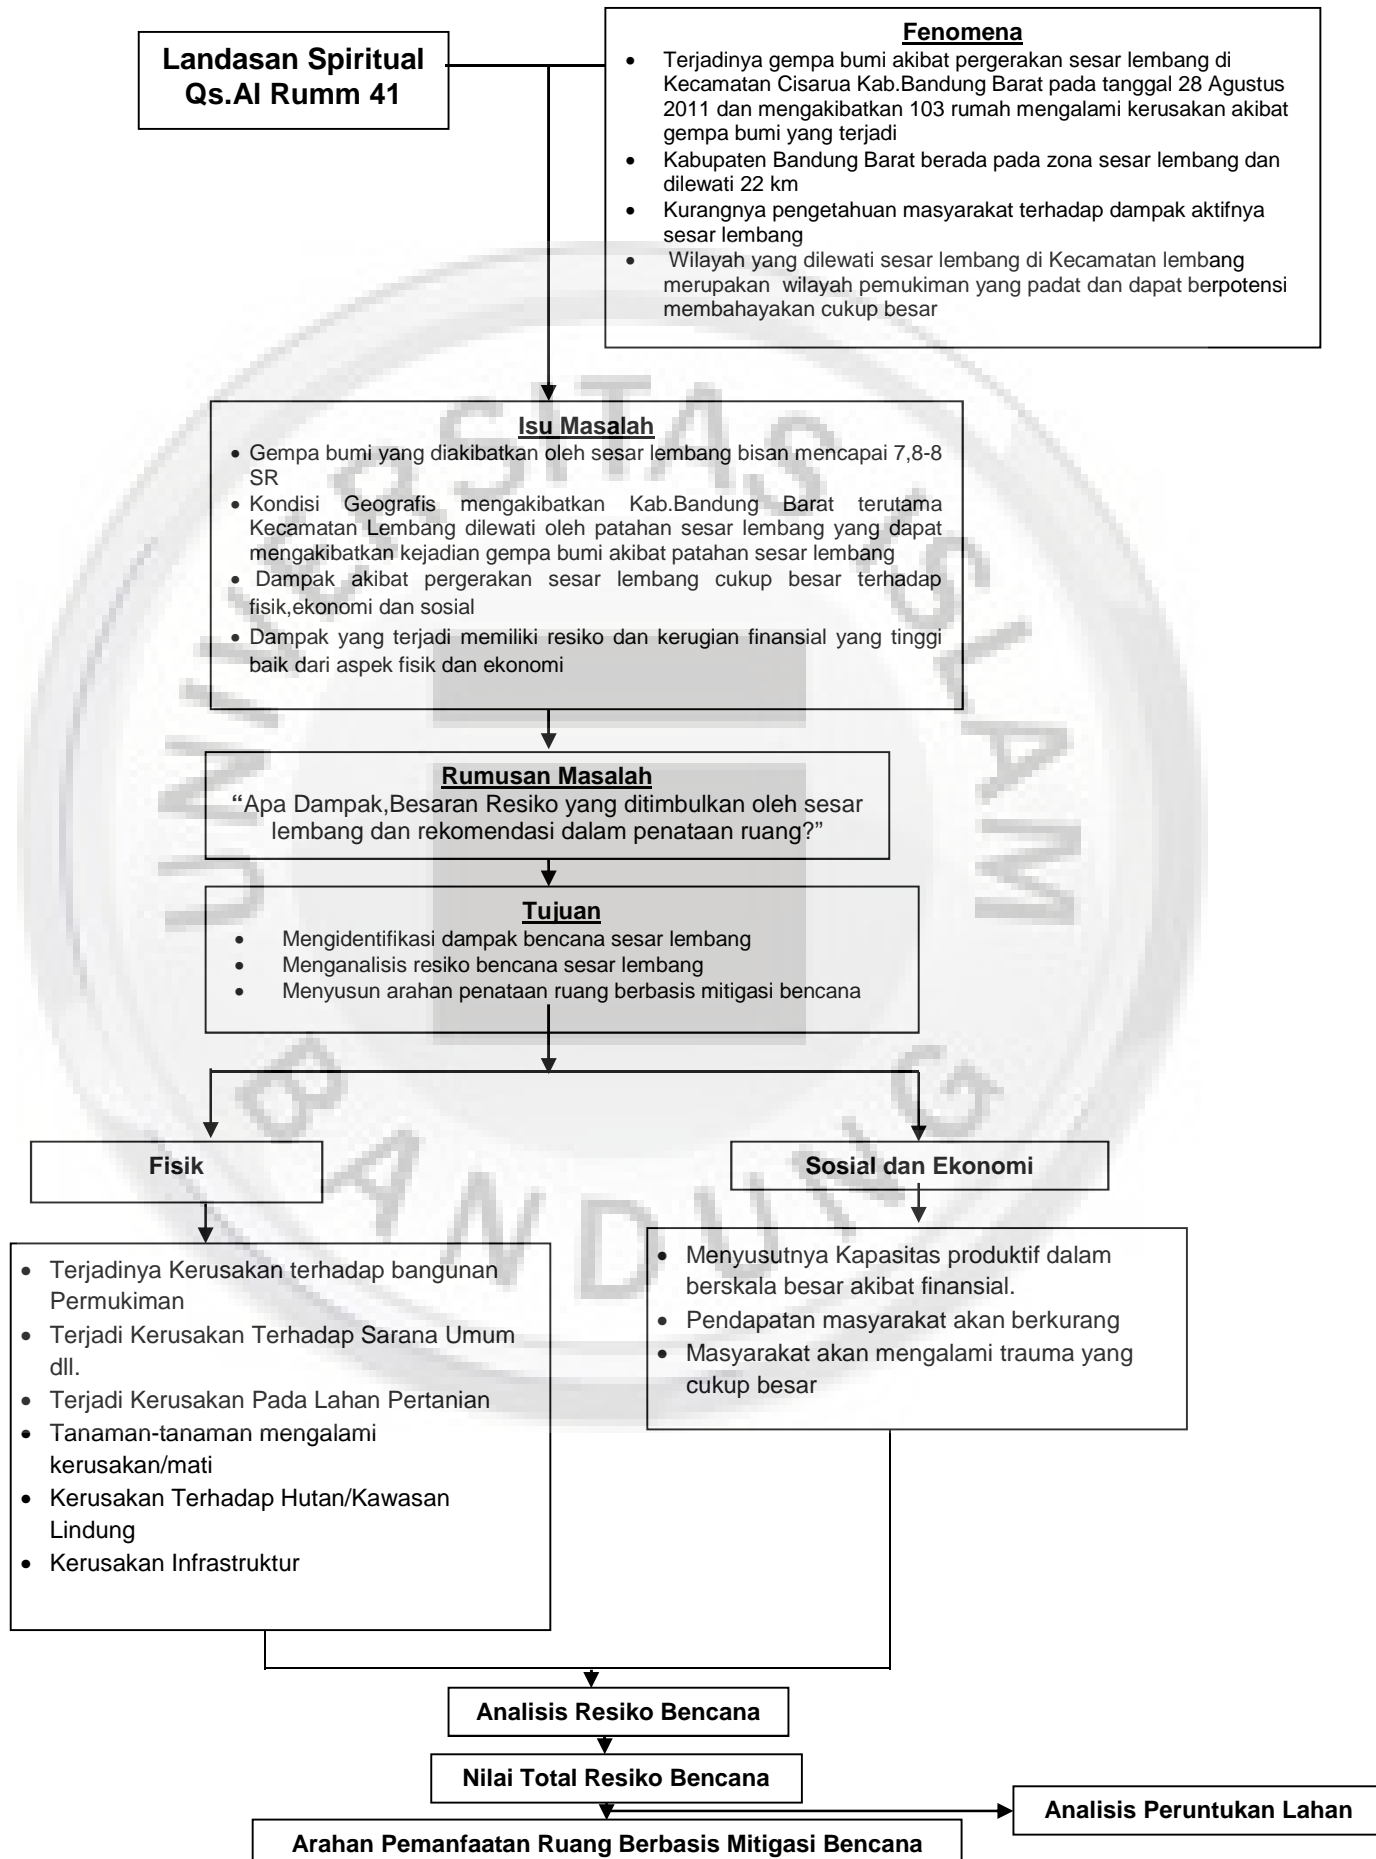 Landasan Spiritual
Qs.Al Rumm 41
Fenomena
• Terjadinya gempa bumi akibat pergerakan sesar lembang di
Kecamatan Cisarua Kab.Bandung Barat pada tanggal 28 Agustus
2011 dan mengakibatkan 103 rumah mengalami kerusakan akibat
gempa bumi yang terjadi
• Kabupaten Bandung Barat berada pada zona sesar lembang dan
dilewati 22 km
• Kurangnya pengetahuan masyarakat terhadap dampak aktifnya
sesar lembang
• Wilayah yang dilewati sesar lembang di Kecamatan lembang
merupakan wilayah pemukiman yang padat dan dapat berpotensi
membahayakan cukup besar
Isu Masalah
• Gempa bumi yang diakibatkan oleh sesar lembang bisan mencapai 7,8-8
SR
• Kondisi Geografis mengakibatkan Kab.Bandung Barat terutama
Kecamatan Lembang dilewati oleh patahan sesar lembang yang dapat
mengakibatkan kejadian gempa bumi akibat patahan sesar lembang
• Dampak akibat pergerakan sesar lembang cukup besar terhadap
fisik,ekonomi dan sosial
• Dampak yang terjadi memiliki resiko dan kerugian finansial yang tinggi
baik dari aspek fisik dan ekonomi
Rumusan Masalah
“Apa Dampak,Besaran Resiko yang ditimbulkan oleh sesar
lembang dan rekomendasi dalam penataan ruang?”
Tujuan
• Mengidentifikasi dampak bencana sesar lembang
• Menganalisis resiko bencana sesar lembang
• Menyusun arahan penataan ruang berbasis mitigasi bencana
Fisik
Sosial dan Ekonomi
• Terjadinya Kerusakan terhadap bangunan
Permukiman
• Terjadi Kerusakan Terhadap Sarana Umum
dll.
• Terjadi Kerusakan Pada Lahan Pertanian
• Tanaman-tanaman mengalami
kerusakan/mati
• Kerusakan Terhadap Hutan/Kawasan
Lindung
• Kerusakan Infrastruktur
• Menyusutnya Kapasitas produktif dalam
berskala besar akibat finansial.
• Pendapatan masyarakat akan berkurang
• Masyarakat akan mengalami trauma yang
cukup besar
Analisis Resiko Bencana
Nilai Total Resiko Bencana
Analisis Peruntukan Lahan
Arahan Pemanfaatan Ruang Berbasis Mitigasi Bencana
UNIVERSITAS ISLAM
BANDUNG